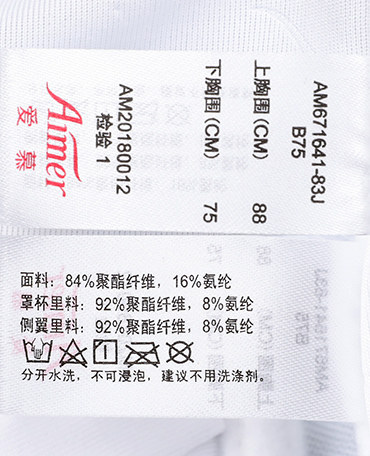 AM671641-83J
B75
上胸围(CM) 88
下胸围(CM) 75
AM20180012
检验 1
Aimer
爱慕
面料：84%聚酯纤维，16%氨纶
罩杯里料：92%聚酯纤维，8%氨纶
侧翼里料：92%聚酯纤维，8%氨纶
分开水洗，不可浸泡，建议不用洗涤剂。